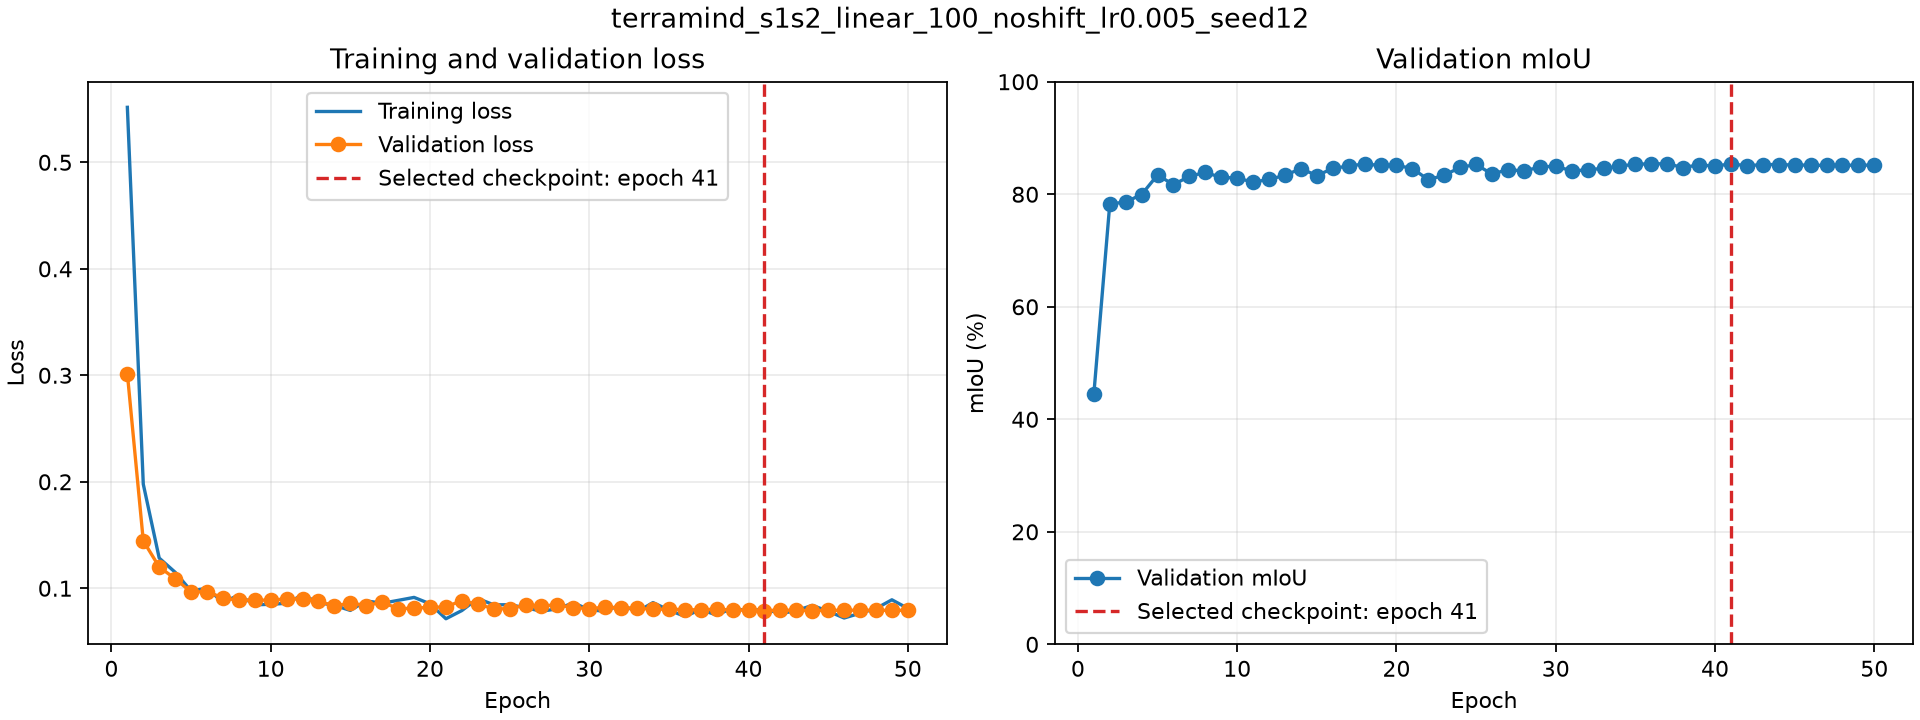 terramind_s1s2_linear_100_noshift_lr0.005_seed12
Training and validation loss
Training loss
Validation loss
Selected checkpoint: epoch 41
Loss
0.5
0.4
0.3
0.2
0.1
0
10
20
30
40
50
Epoch
Validation mIoU
mIoU (%)
100
80
60
40
20
0
Validation mIoU
Selected checkpoint: epoch 41
0
10
20
30
40
50
Epoch